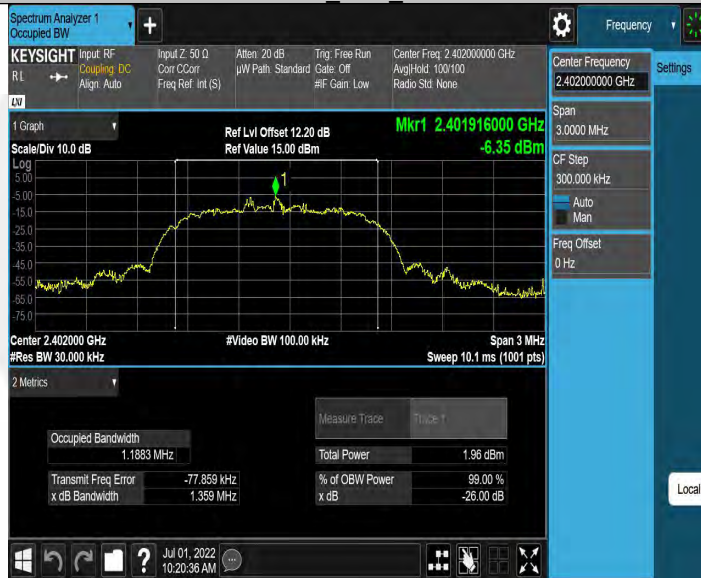 Spectrum Analyzer 1
Occupied BW
Frequency
KEYSIGHT
Input: RF
Coupling: DC
Align: Auto
Input Z: 50 Ω
Corr CCorr
Freq Ref: Int (S)
Atten: 20 dB
µW Path: Standard
Trig: Free Run
Gate: Off
#IF Gain: Low
Center Freq: 2.402000000 GHz
Avg|Hold: 100/100
Radio Std: None
RL
LXI
Center Frequency
2.402000000 GHz
Settings
Span
3.0000 MHz
CF Step
300.000 kHz
Auto
Man
Freq Offset
0 Hz
Local
1 Graph
Scale/Div 10.0 dB
Ref Lvl Offset 12.20 dB
Ref Value 15.00 dBm
Mkr1 2.401916000 GHz
-6.35 dBm
Log
5.00
-5.00
-15.0
-25.0
-35.0
-45.0
-55.0
-65.0
-75.0
1
Center 2.402000 GHz
#Res BW 30.000 kHz
#Video BW 100.00 kHz
Span 3 MHz
Sweep 10.1 ms (1001 pts)
2 Metrics
Measure Trace
Trace 1
Occupied Bandwidth
1.1883 MHz
Total Power
1.96 dBm
Transmit Freq Error
-77.859 kHz
% of OBW Power
99.00 %
x dB Bandwidth
1.359 MHz
x dB
-26.00 dB
?
Jul 01, 2022
10:20:36 AM